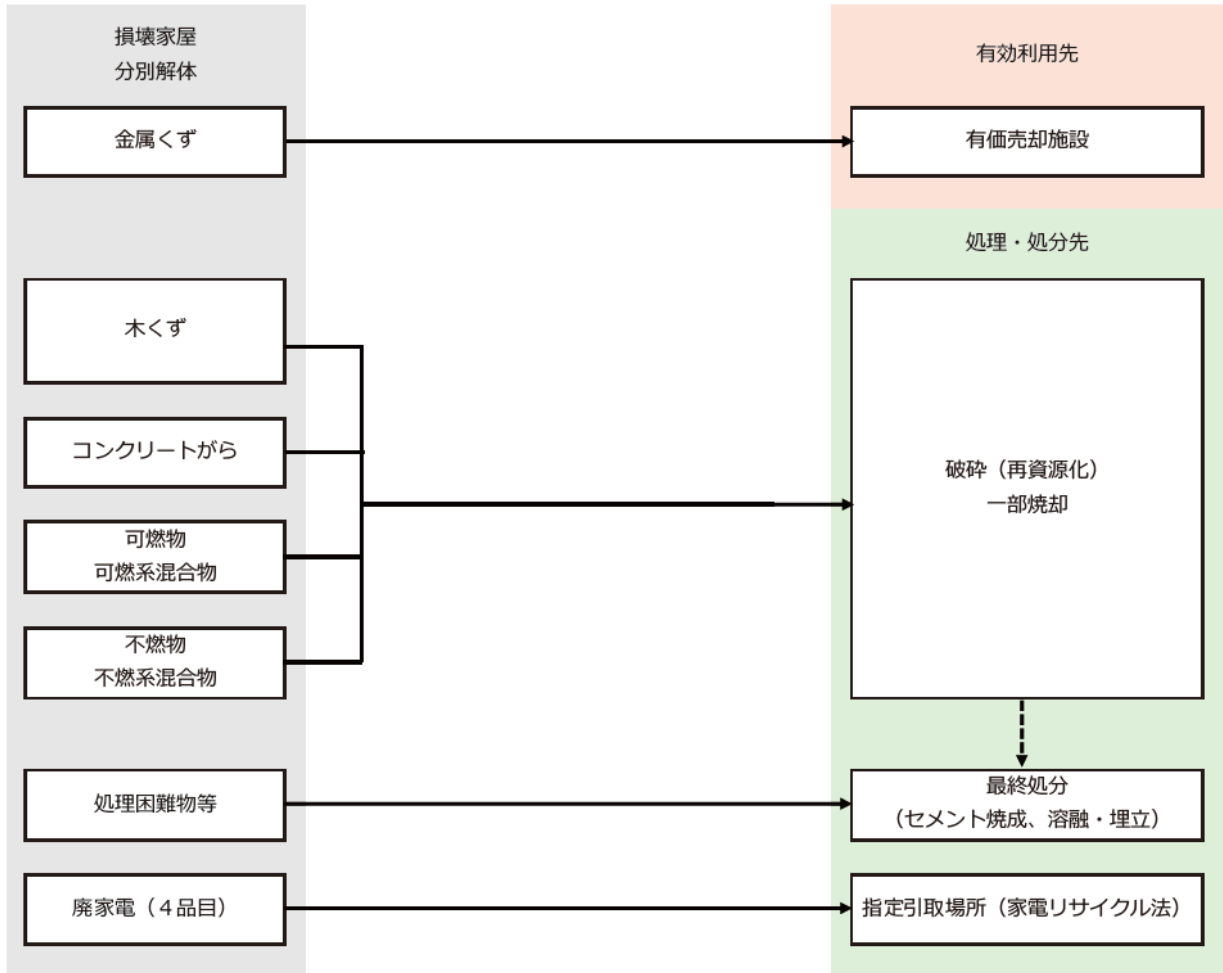 損壊家屋
分別解体
有効利用先
金属くず
有価売却施設
処理・処分先
木くず
コンクリートがら
可燃物
可燃系混合物
不燃物
不燃系混合物
破砕（再資源化）
一部焼却
処理困難物等
最終処分
（セメント焼成、溶融・埋立）
廃家電（４品目）
指定引取場所（家電リサイクル法）